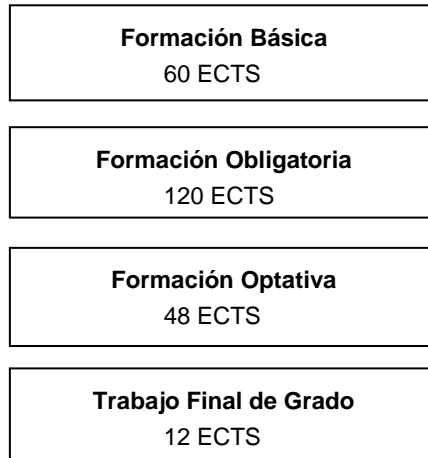 Formación Básica
60 ECTS
Formación Obligatoria
120 ECTS
Formación Optativa
48 ECTS
Trabajo Final de Grado
12 ECTS